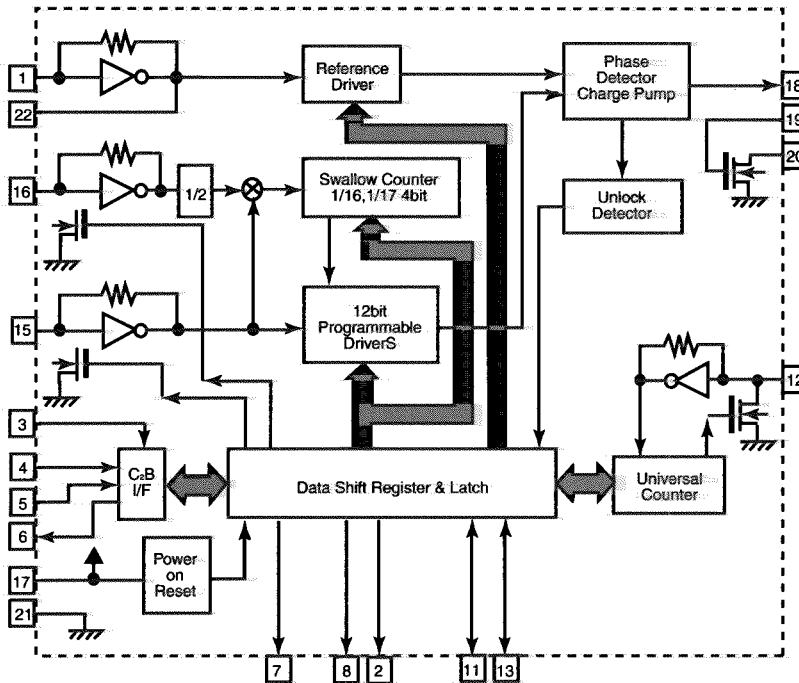 1
Reference
Driver
Phase
Detector
Charge Pump
18
22
19
20
16
1/2
Swallow Counter
1/16,1/17 4bit
Unlock
Detector
15
12bit
Programmable
DriverS
12
3
4
C₂B
I/F
5
6
Data Shift Register & Latch
Universal
Counter
17
Power
on
Reset
21
7
8
2
11
13